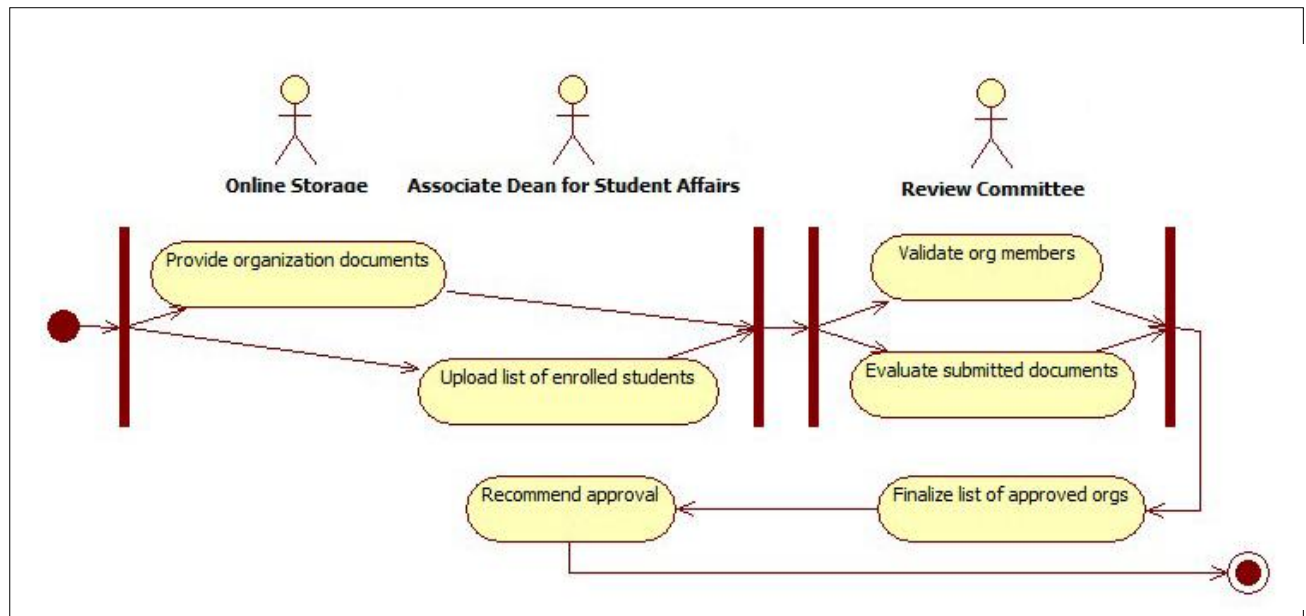 Online Storage
Associate Dean for Student Affairs
Review Committee
Provide organization documents
Validate org members
Upload list of enrolled students
Evaluate submitted documents
Recommend approval
Finalize list of approved orgs